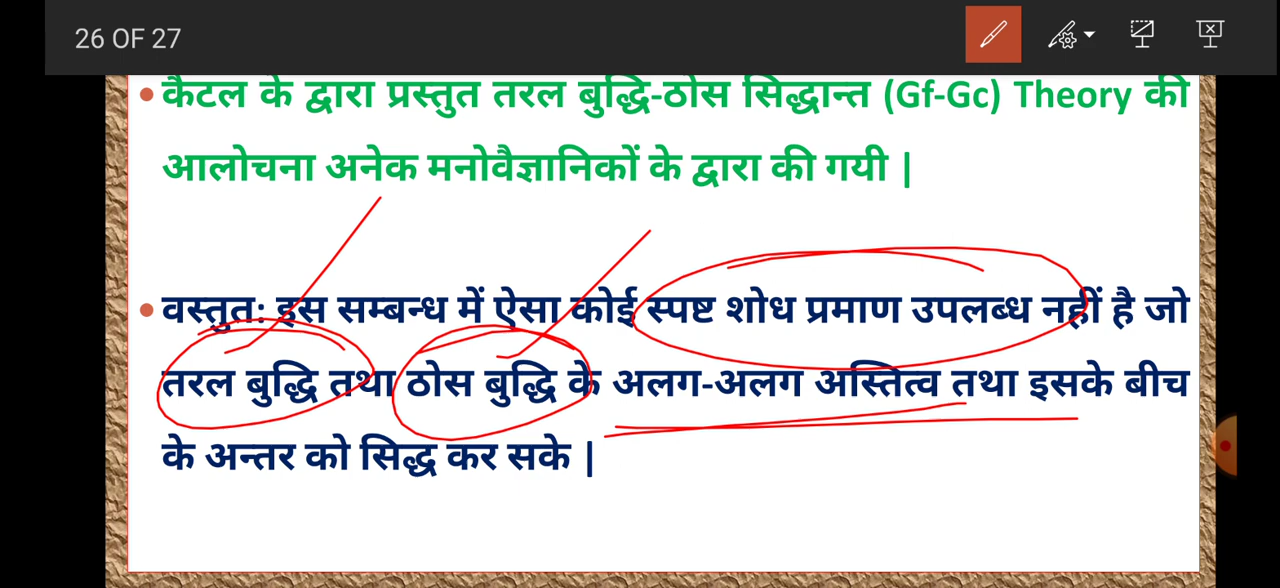 26 OF 27
कैटल के द्वारा प्रस्तुत तरल बुद्धि-ठोस सिद्धान्त (Gf-Gc) Theory की
आलोचना अनेक मनोवैज्ञानिकों के द्वारा की गयी |
वस्तुत: इस सम्बन्ध में ऐसा कोई स्पष्ट शोध प्रमाण उपलब्ध नहीं है जो
तरल बुद्धि तथा ठोस बुद्धि के अलग-अलग अस्तित्व तथा इसके बीच
के अन्तर को सिद्ध कर सके |